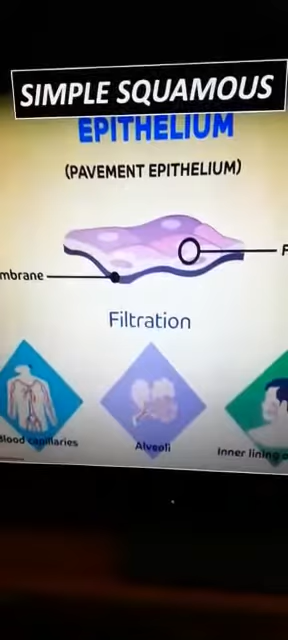 SIMPLE SQUAMOUS
EPITHELIUM
(PAVEMENT EPITHELIUM)
F
mbrane
Filtration
Blood capillaries
Alveoli
Inner lining